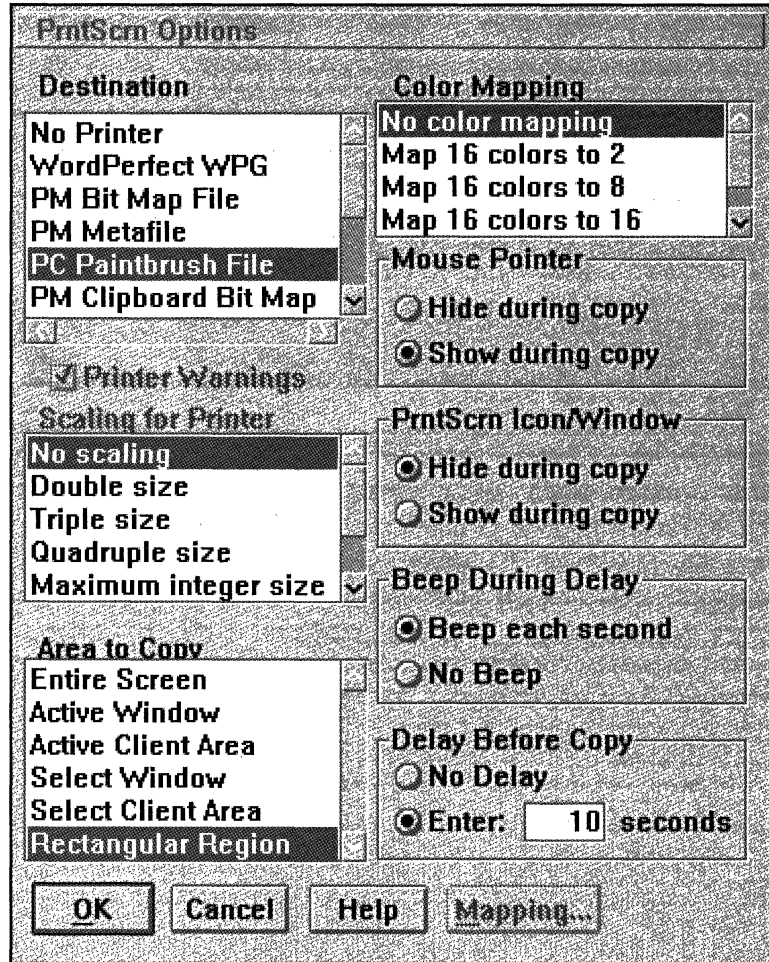 PrntScrn Options
Destination
No Printer
WordPerfect WPG
PM Bit Map File
PM Metafile
PC Paintbrush File
PM Clipboard Bit Map
Printer Warnings
Scaling for Printer
No scaling
Double size
Triple size
Quadruple size
Maximum integer size
Area to Copy
Entire Screen
Active Window
Active Client Area
Select Window
Select Client Area
Rectangular Region
Color Mapping
No color mapping
Map 16 colors to 2
Map 16 colors to 8
Map 16 colors to 16
Mouse Pointer
Hide during copy
Show during copy
PrntScrn Icon/Window
Hide during copy
Show during copy
Beep During Delay
Beep each second
No Beep
Delay Before Copy
No Delay
Enter: 10 seconds
OK Cancel Help Mapping...